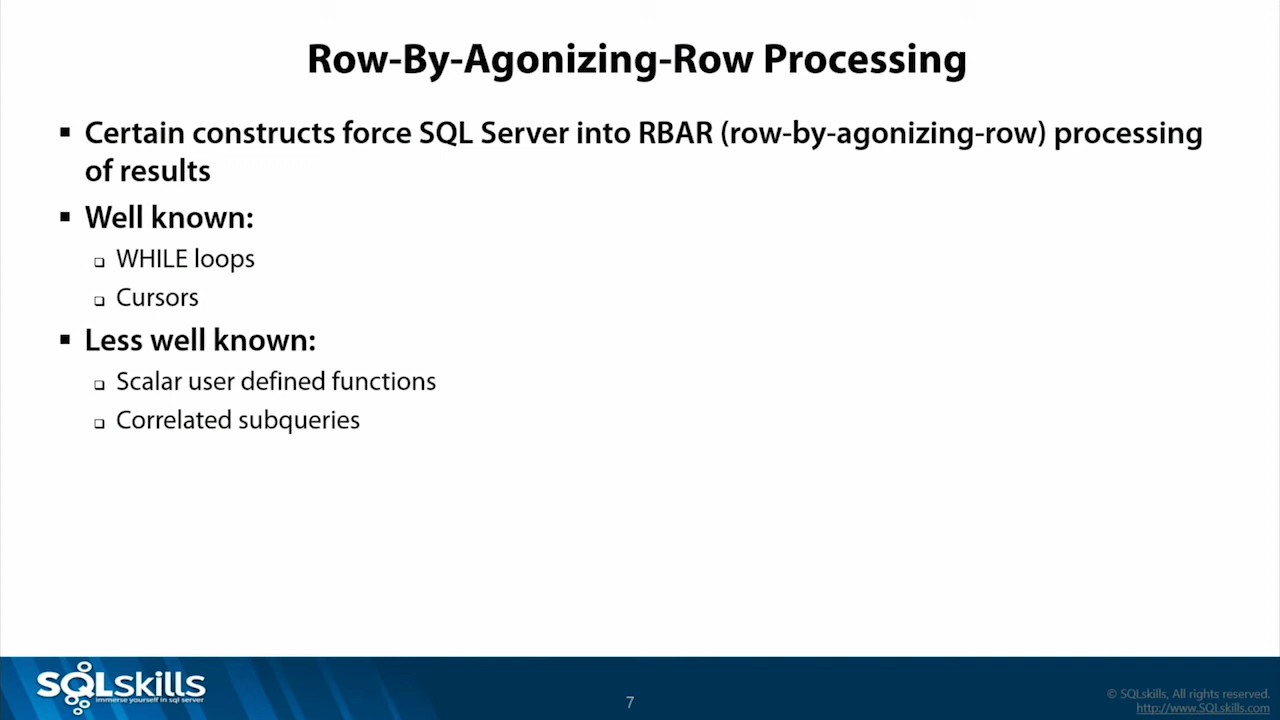 Row-By-Agonizing-Row Processing
▪ Certain constructs force SQL Server into RBAR (row-by-agonizing-row) processing
of results
▪ Well known:
❑ WHILE loops
❑ Cursors
▪ Less well known:
❑ Scalar user defined functions
❑ Correlated subqueries
SQLskills
immerse yourself in sql server
7
© SQLskills, All rights reserved.
http://www.SQLskills.com